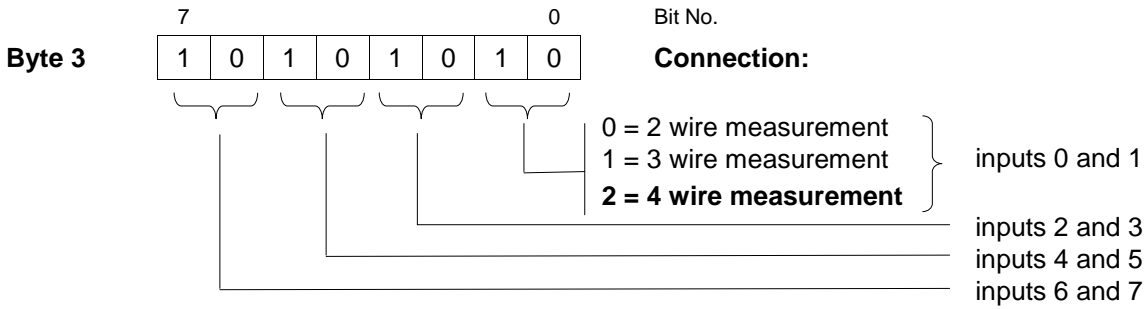 7 0 Bit No.
Byte 3 1 0 1 0 1 0 1 0 Connection:
0 = 2 wire measurement
1 = 3 wire measurement inputs 0 and 1
2 = 4 wire measurement
inputs 2 and 3
inputs 4 and 5
inputs 6 and 7